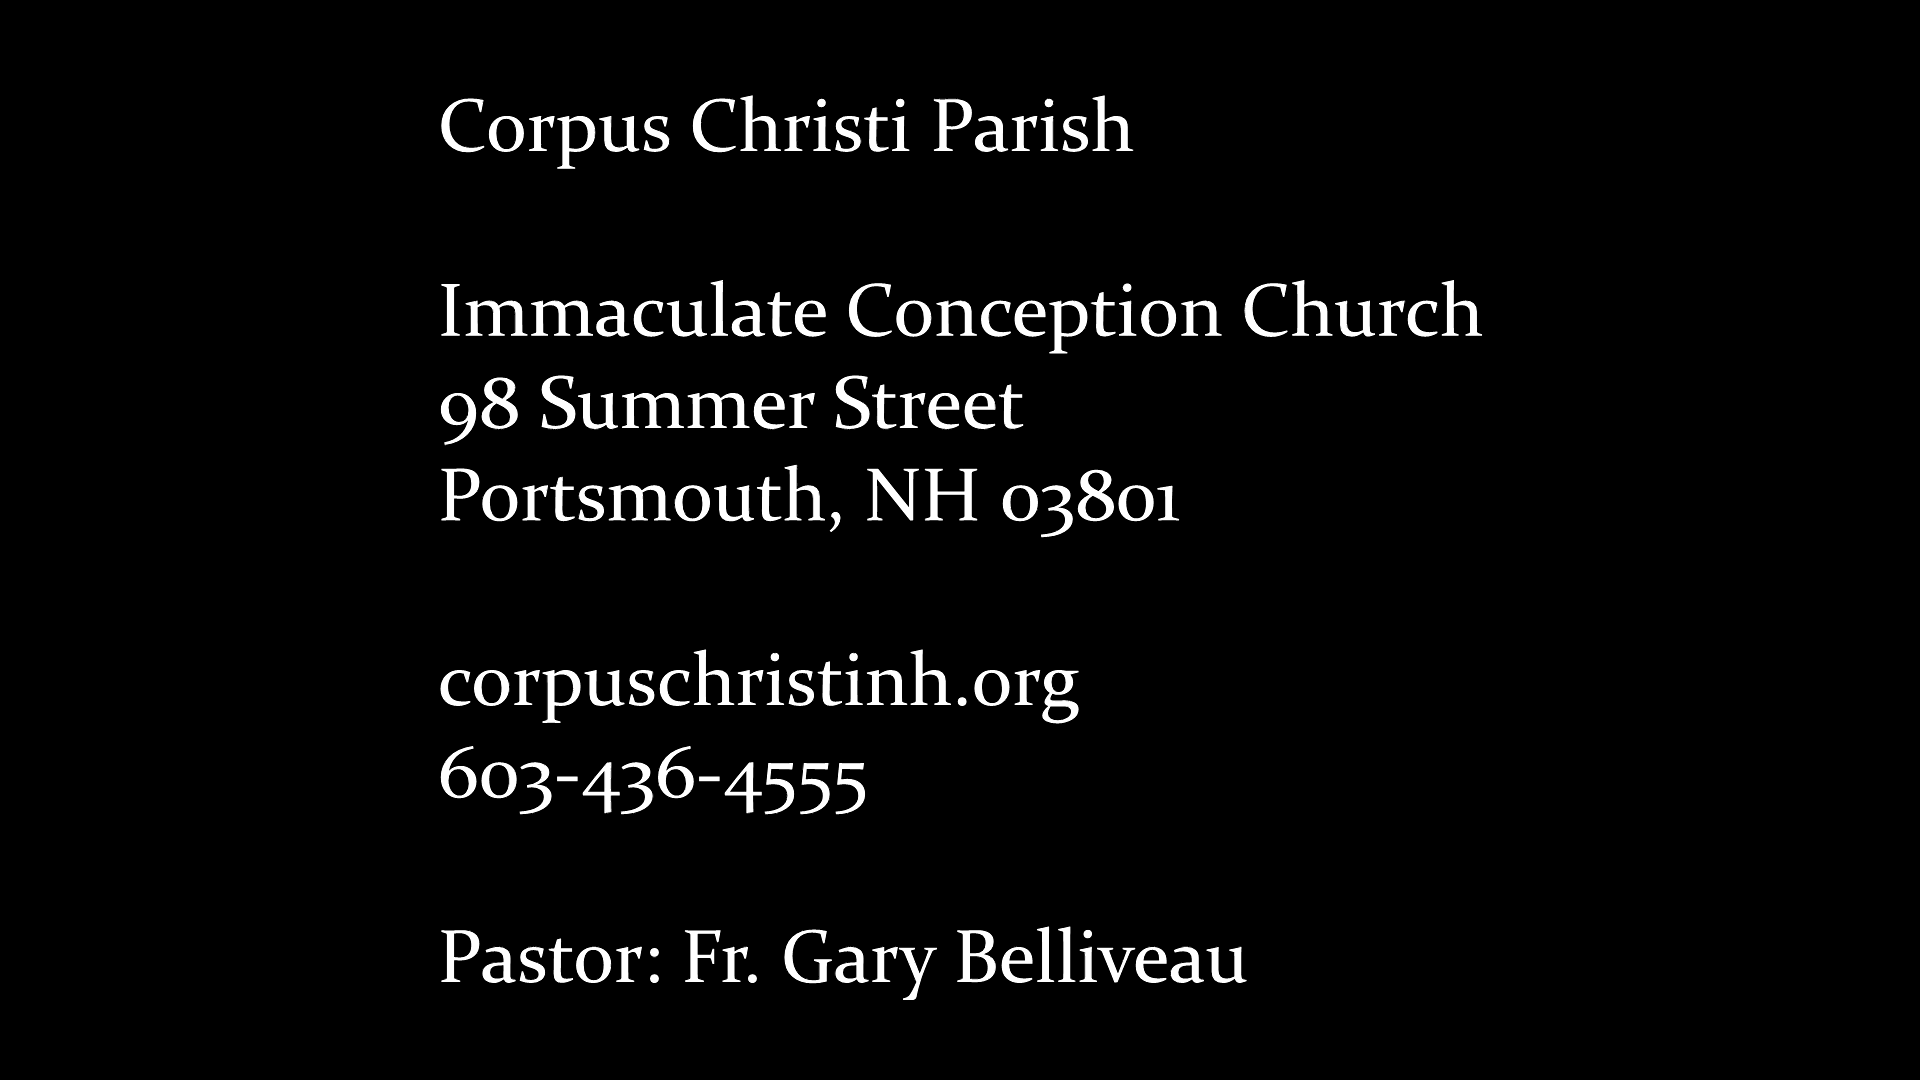 Corpus Christi Parish
Immaculate Conception Church
98 Summer Street
Portsmouth, NH 03801
corpuschristinh.org
603-436-4555
Pastor: Fr. Gary Belliveau